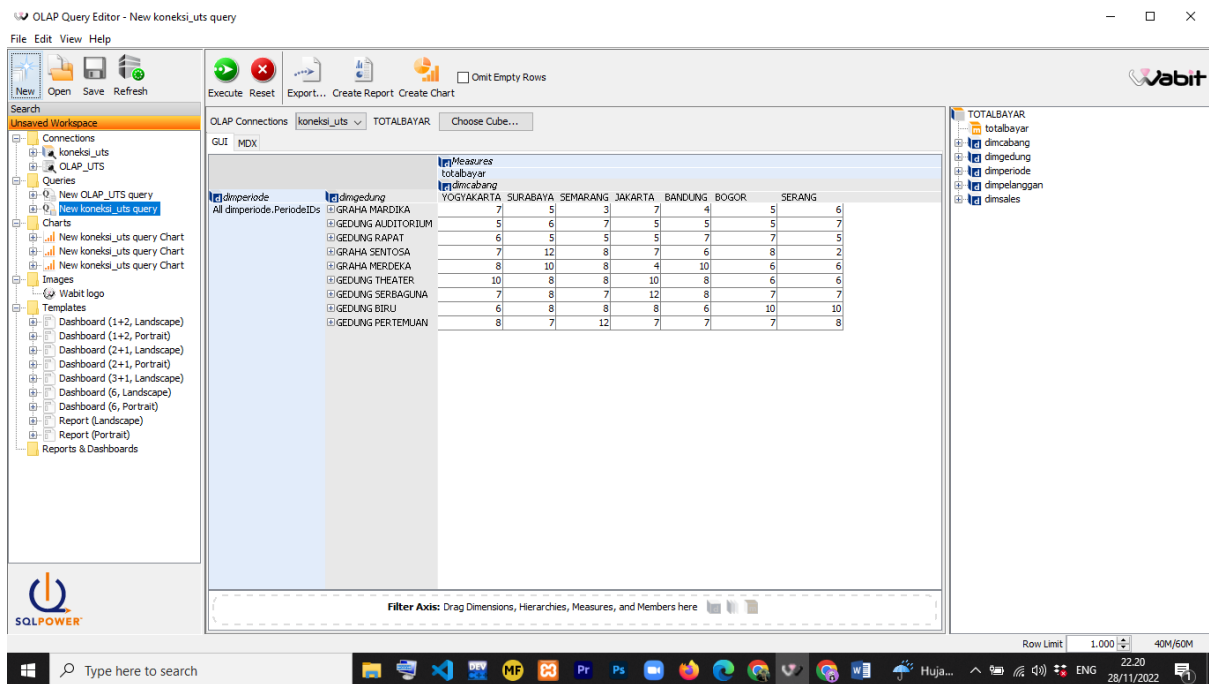 OLAP Query Editor - New koneksi_uts query
File Edit View Help
New Open Save Refresh
Execute Reset Export... Create Report Create Chart
Omit Empty Rows
Wabit
Search
Unsaved Workspace
Connections
koneksi_uts
OLAP_UTS
Queries
New OLAP_UTS query
New koneksi_uts query
Charts
New koneksi_uts query Chart
New koneksi_uts query Chart
New koneksi_uts query Chart
Images
Wabit logo
Templates
Dashboard (1+2, Landscape)
Dashboard (1+2, Portrait)
Dashboard (2+1, Landscape)
Dashboard (2+1, Portrait)
Dashboard (3+1, Landscape)
Dashboard (6, Landscape)
Dashboard (6, Portrait)
Report (Landscape)
Report (Portrait)
Reports & Dashboards
SQLPOWER
OLAP Connections koneksi_uts TOTALBAYAR Choose Cube...
GUI MDX
Measures
totalbayar
dimcabang
dimperiode dimgedung YOGYAKARTA SURABAYA SEMARANG JAKARTA BANDUNG BOGOR SERANG
All dimperiode.PeriodeIDs GRAHA MARDIKA 7 5 3 7 4 5 6
GEDUNG AUDITORIUM 5 6 7 5 5 5 7
GEDUNG RAPAT 6 5 5 5 7 7 5
GRAHA SENTOSA 7 12 8 7 6 8 2
GRAHA MERDEKA 8 10 8 4 10 6 6
GEDUNG THEATER 10 8 8 10 8 6 6
GEDUNG SERBAGUNA 7 8 7 12 8 7 7
GEDUNG BIRU 6 8 8 8 6 10 10
GEDUNG PERTEMUAN 8 7 12 7 7 7 8
Filter Axis: Drag Dimensions, Hierarchies, Measures, and Members here
TOTALBAYAR
totalbayar
dimcabang
dimgedung
dimperiode
dimpelanggan
dimsales
Row Limit 1.000 40M/60M
Type here to search
DEV
MF
Pr
Ps
Huja...
ENG
22.20
28/11/2022
1